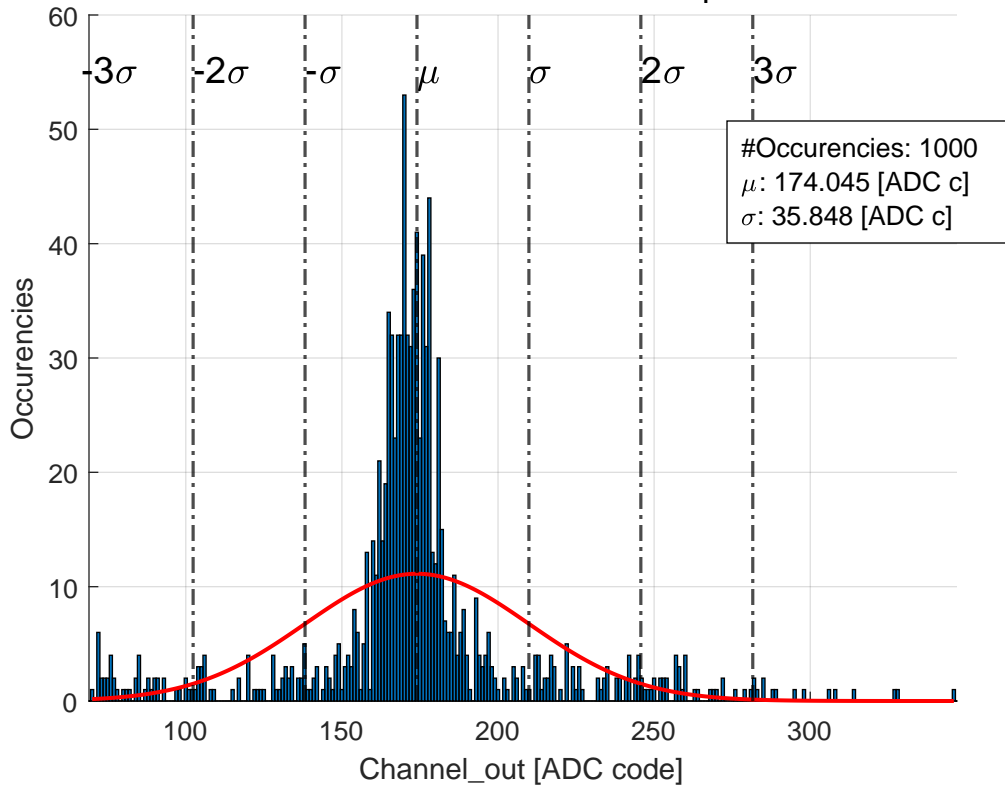 60
-3σ -2σ -σ μ σ 2σ 3σ
50
#Occurencies: 1000
μ: 174.045 [ADC c]
σ: 35.848 [ADC c]
40
30
20
10
0
Occurencies
100 150 200 250 300
Channel_out [ADC code]